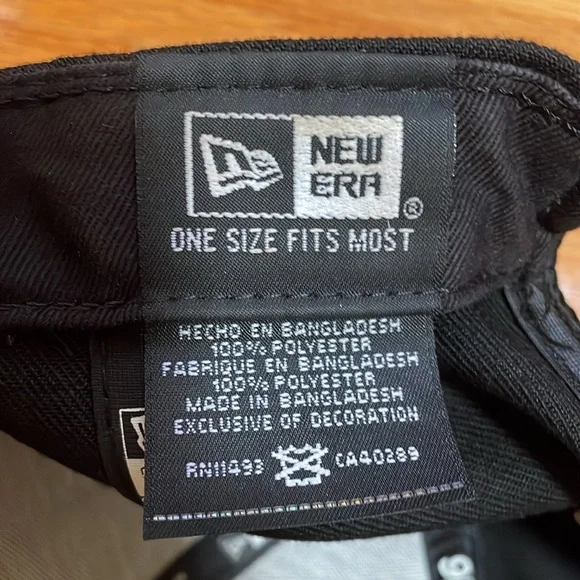 NEW
ERA®
ONE SIZE FITS MOST
HECHO EN BANGLADESH
100% POLYESTER
FABRIQUE EN BANGLADESH
100% POLYESTER
MADE IN BANGLADESH
EXCLUSIVE OF DECORATION
RN11493 CA40289